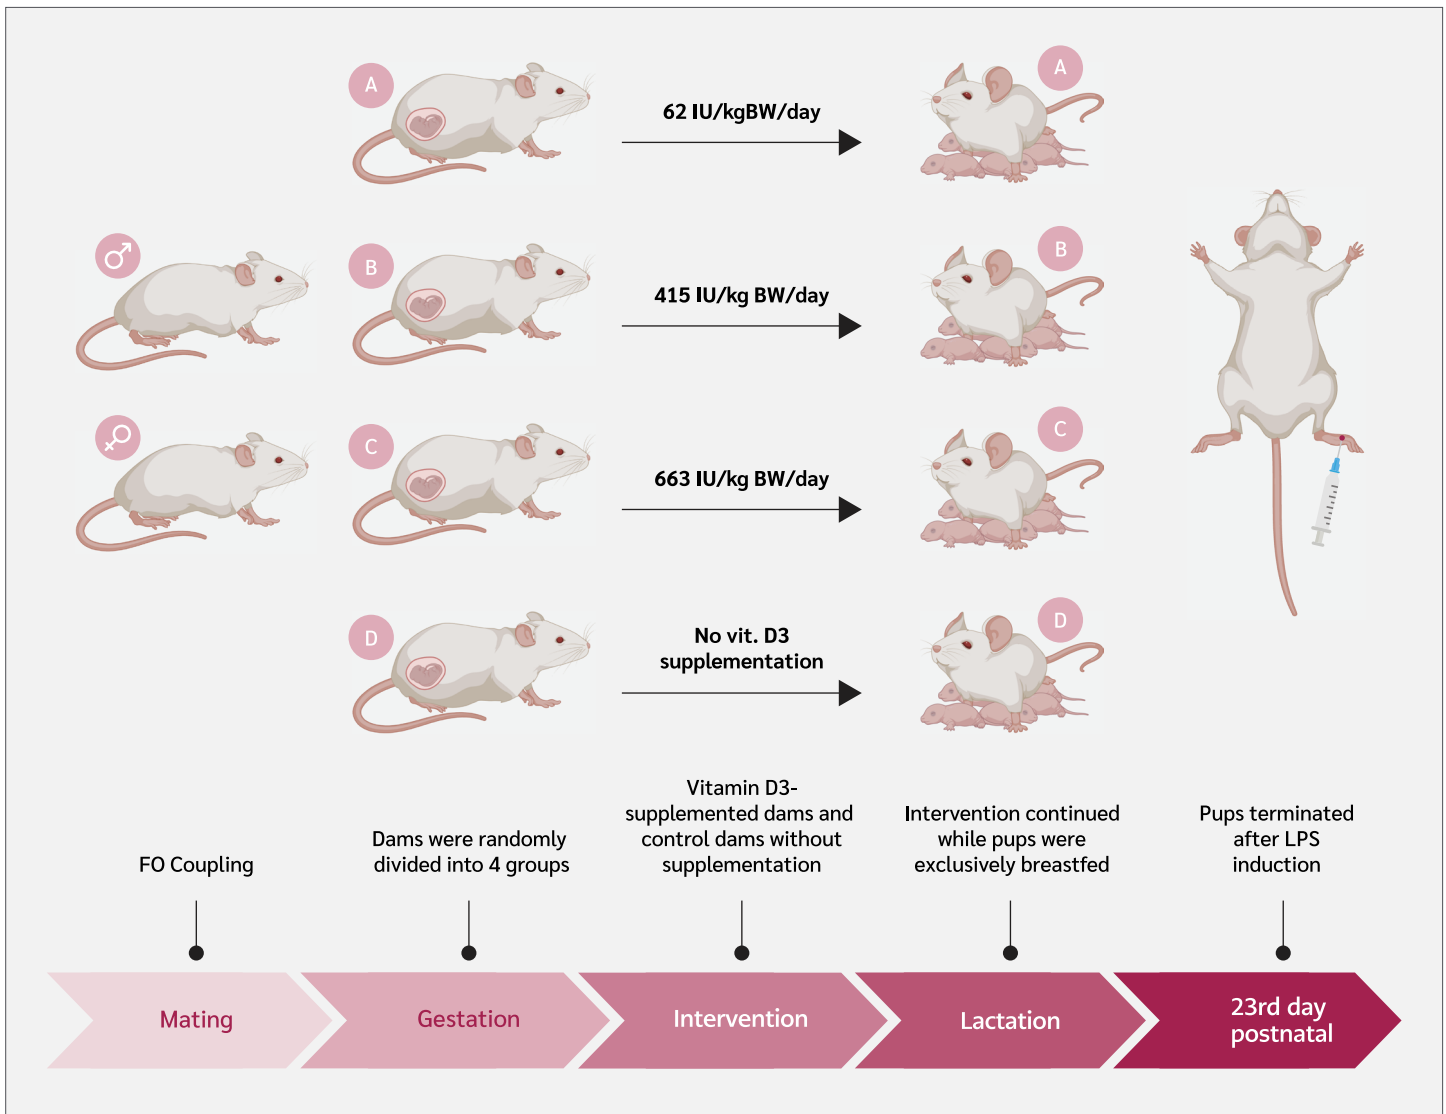 A
62 IU/kgBW/day
A
B
415 IU/kg BW/day
B
C
663 IU/kg BW/day
C
D
No vit. D3
supplementation
D
FO Coupling
Dams were randomly
divided into 4 groups
Vitamin D3-
supplemented dams and
control dams without
supplementation
Intervention continued
while pups were
exclusively breastfed
Pups terminated
after LPS
induction
Mating
Gestation
Intervention
Lactation
23rd day
postnatal